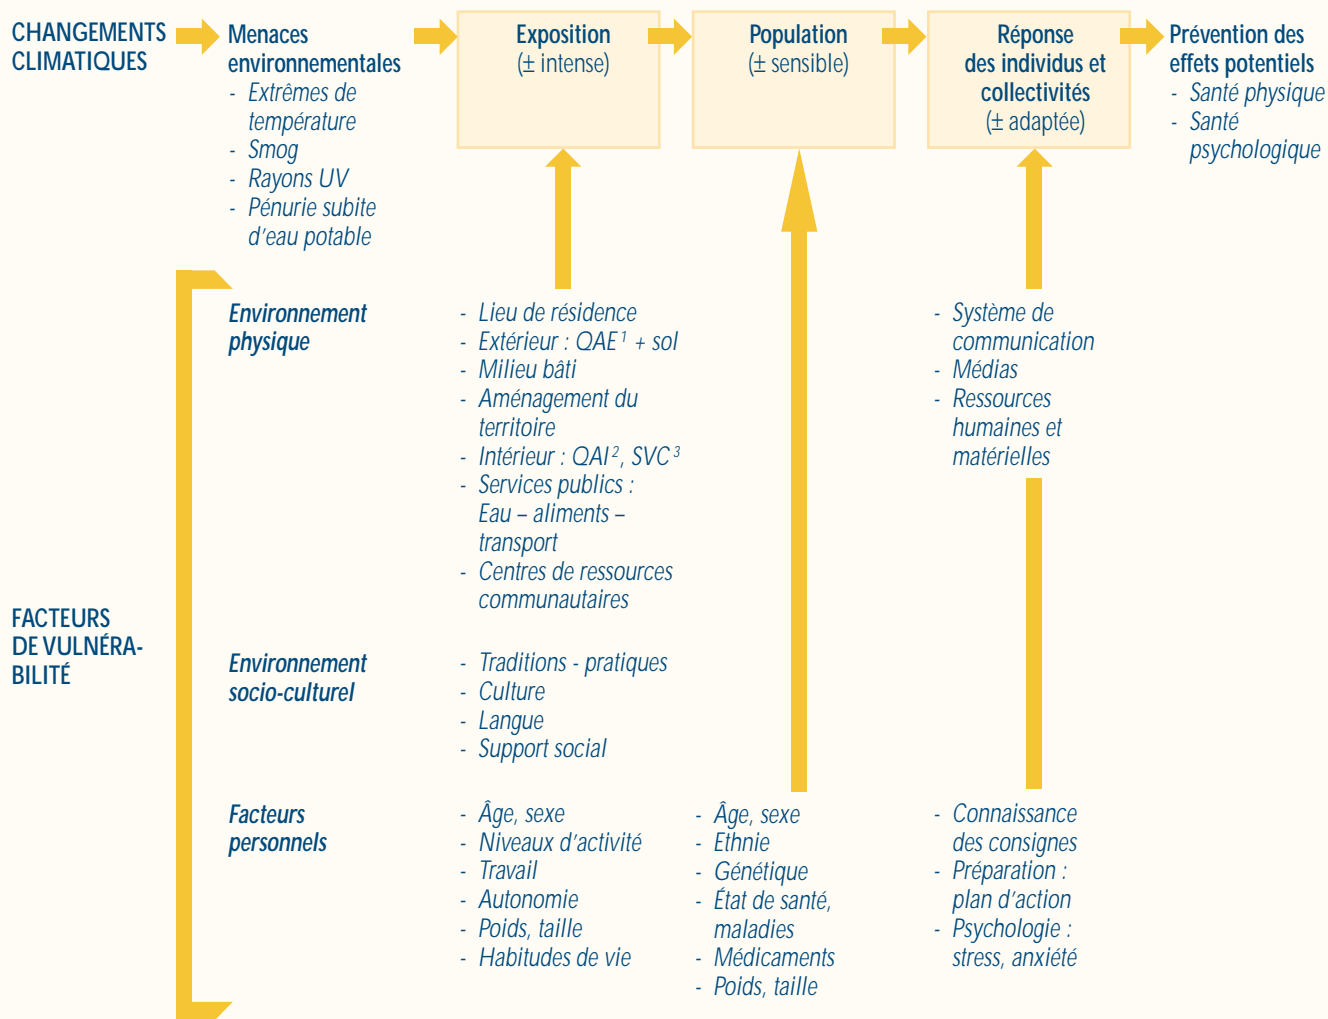 CHANGEMENTS
CLIMATIQUES
Menaces
environnementales
- Extrêmes de
température
- Smog
- Rayons UV
- Pénurie subite
d'eau potable
Exposition
(± intense)
Population
(± sensible)
Réponse
des individus et
collectivités
(± adaptée)
Prévention des
effets potentiels
- Santé physique
- Santé
psychologique
FACTEURS
DE VULNÉRA-
BILITÉ
Environnement
physique
- Lieu de résidence
- Extérieur : QAE 1 + sol
- Milieu bâti
- Aménagement du
territoire
- Intérieur : QAI 2, SVC 3
- Services publics :
Eau – aliments –
transport
- Centres de ressources
communautaires
- Système de
communication
- Médias
- Ressources
humaines et
matérielles
Environnement
socio-culturel
- Traditions - pratiques
- Culture
- Langue
- Support social
Facteurs
personnels
- Âge, sexe
- Niveaux d'activité
- Travail
- Autonomie
- Poids, taille
- Habitudes de vie
- Âge, sexe
- Ethnie
- Génétique
- État de santé,
maladies
- Médicaments
- Poids, taille
- Connaissance
des consignes
- Préparation :
plan d'action
- Psychologie :
stress, anxiété